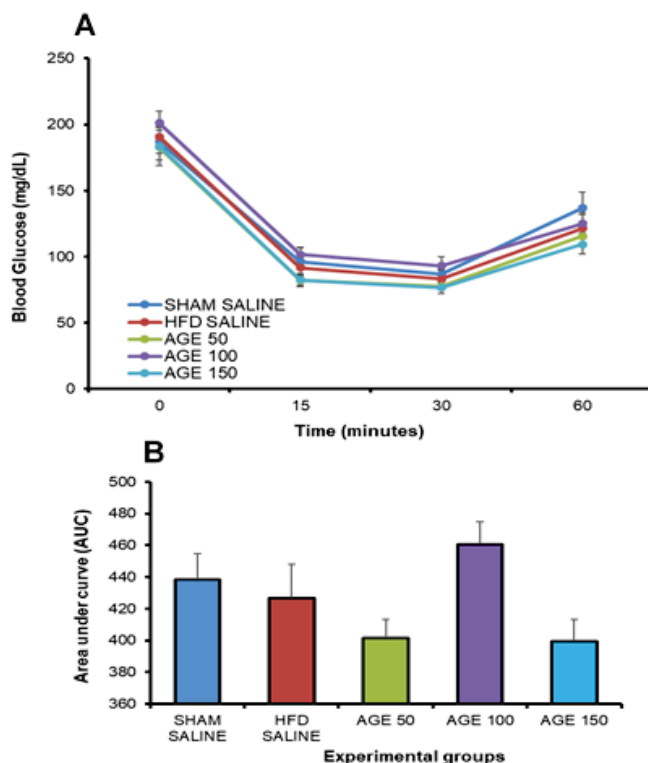 A
250
200
150
100
50
0
Blood Glucose (mg/dL)
SHAM SALINE
HFD SALINE
AGE 50
AGE 100
AGE 150
0 15 30 60
Time (minutes)
B
500
480
460
440
420
400
380
360
Area under curve (AUC)
SHAM HFD AGE 50 AGE 100 AGE 150
SALINE SALINE
Experimental groups